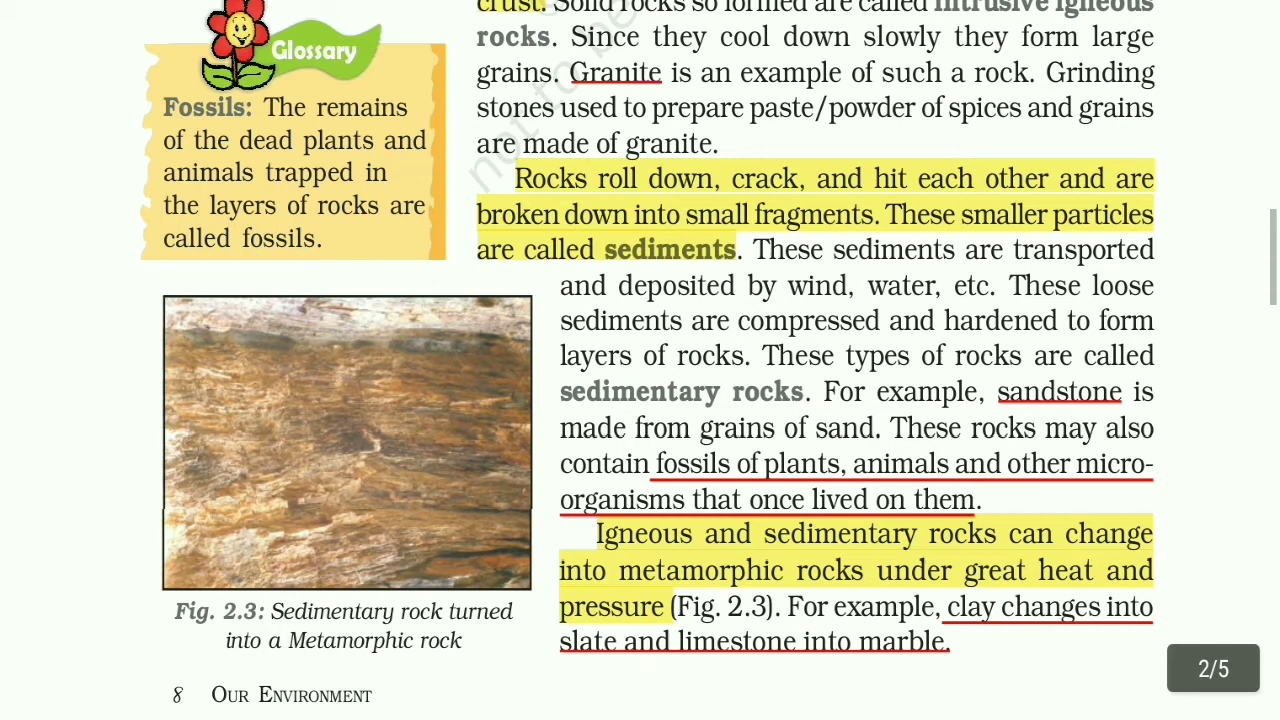 Glossary
Fossils: The remains
of the dead plants and
animals trapped in
the layers of rocks are
called fossils.
crust. Solid rocks so formed are called intrusive igneous
rocks. Since they cool down slowly they form large
grains. Granite is an example of such a rock. Grinding
stones used to prepare paste/powder of spices and grains
are made of granite.
Rocks roll down, crack, and hit each other and are
broken down into small fragments. These smaller particles
are called sediments. These sediments are transported
and deposited by wind, water, etc. These loose
sediments are compressed and hardened to form
layers of rocks. These types of rocks are called
sedimentary rocks. For example, sandstone is
made from grains of sand. These rocks may also
contain fossils of plants, animals and other micro-
organisms that once lived on them.
Igneous and sedimentary rocks can change
into metamorphic rocks under great heat and
pressure (Fig. 2.3). For example, clay changes into
slate and limestone into marble.
Fig. 2.3: Sedimentary rock turned
into a Metamorphic rock
8 OUR ENVIRONMENT
2/5
not to be